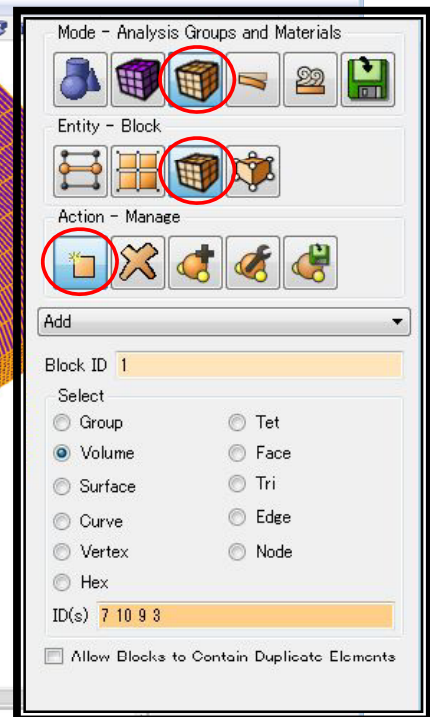 Mode - Analysis Groups and Materials
Entity - Block
Action - Manage
Add
Block ID 1
Select
Group Tet
Volume Face
Surface Tri
Curve Edge
Vertex Node
Hex
ID(s) 7 10 9 3
Allow Blocks to Contain Duplicate Elements